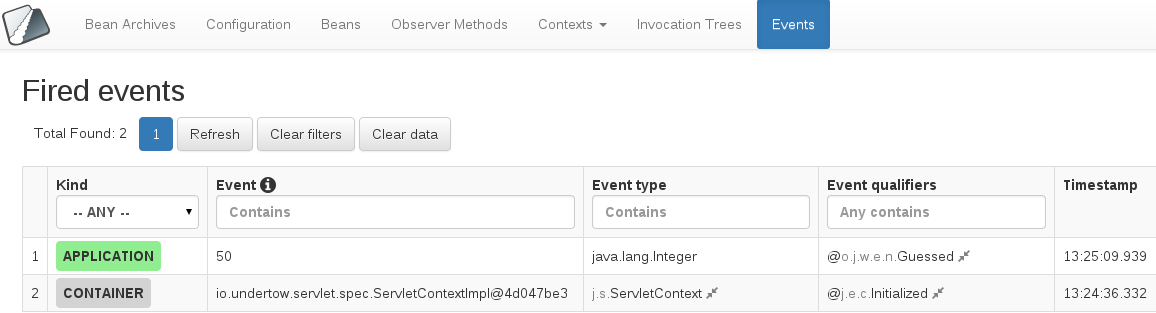 Bean Archives Configuration Beans Observer Methods Contexts Invocation Trees Events
Fired events
Total Found: 2 1 Refresh Clear filters Clear data
Kind Event Event type Event qualifiers Timestamp
-- ANY -- Contains Contains Any contains
1 APPLICATION 50 java.lang.Integer @o.j.w.e.n.Guessed 13:25:09.939
2 CONTAINER io.undertow.servlet.spec.ServletContextImpl@4d047be3 j.s.ServletContext @j.e.c.Initialized 13:24:36.332